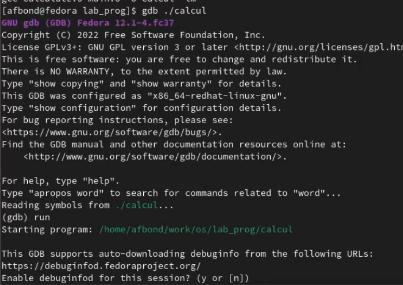 [afbond@fedora lab_prog]$ gdb ./calcul
GNU gdb (GDB) Fedora 12.1-4.fc37
Copyright (C) 2022 Free Software Foundation, Inc.
License GPLv3+: GNU GPL version 3 or later <http://gnu.org/licenses/gpl.htm
This is free software: you are free to change and redistribute it.
There is NO WARRANTY, to the extent permitted by law.
Type "show copying" and "show warranty" for details.
This GDB was configured as "x86_64-redhat-linux-gnu".
Type "show configuration" for configuration details.
For bug reporting instructions, please see:
<https://www.gnu.org/software/gdb/bugs/>.
Find the GDB manual and other documentation resources online at:
    <http://www.gnu.org/software/gdb/documentation/>.

For help, type "help".
Type "apropos word" to search for commands related to "word"...
Reading symbols from ./calcul...
(gdb) run
Starting program: /home/afbond/work/os/lab_prog/calcul

This GDB supports auto-downloading debuginfo from the following URLs:
https://debuginfod.fedoraproject.org/
Enable debuginfod for this session? (y or [n])